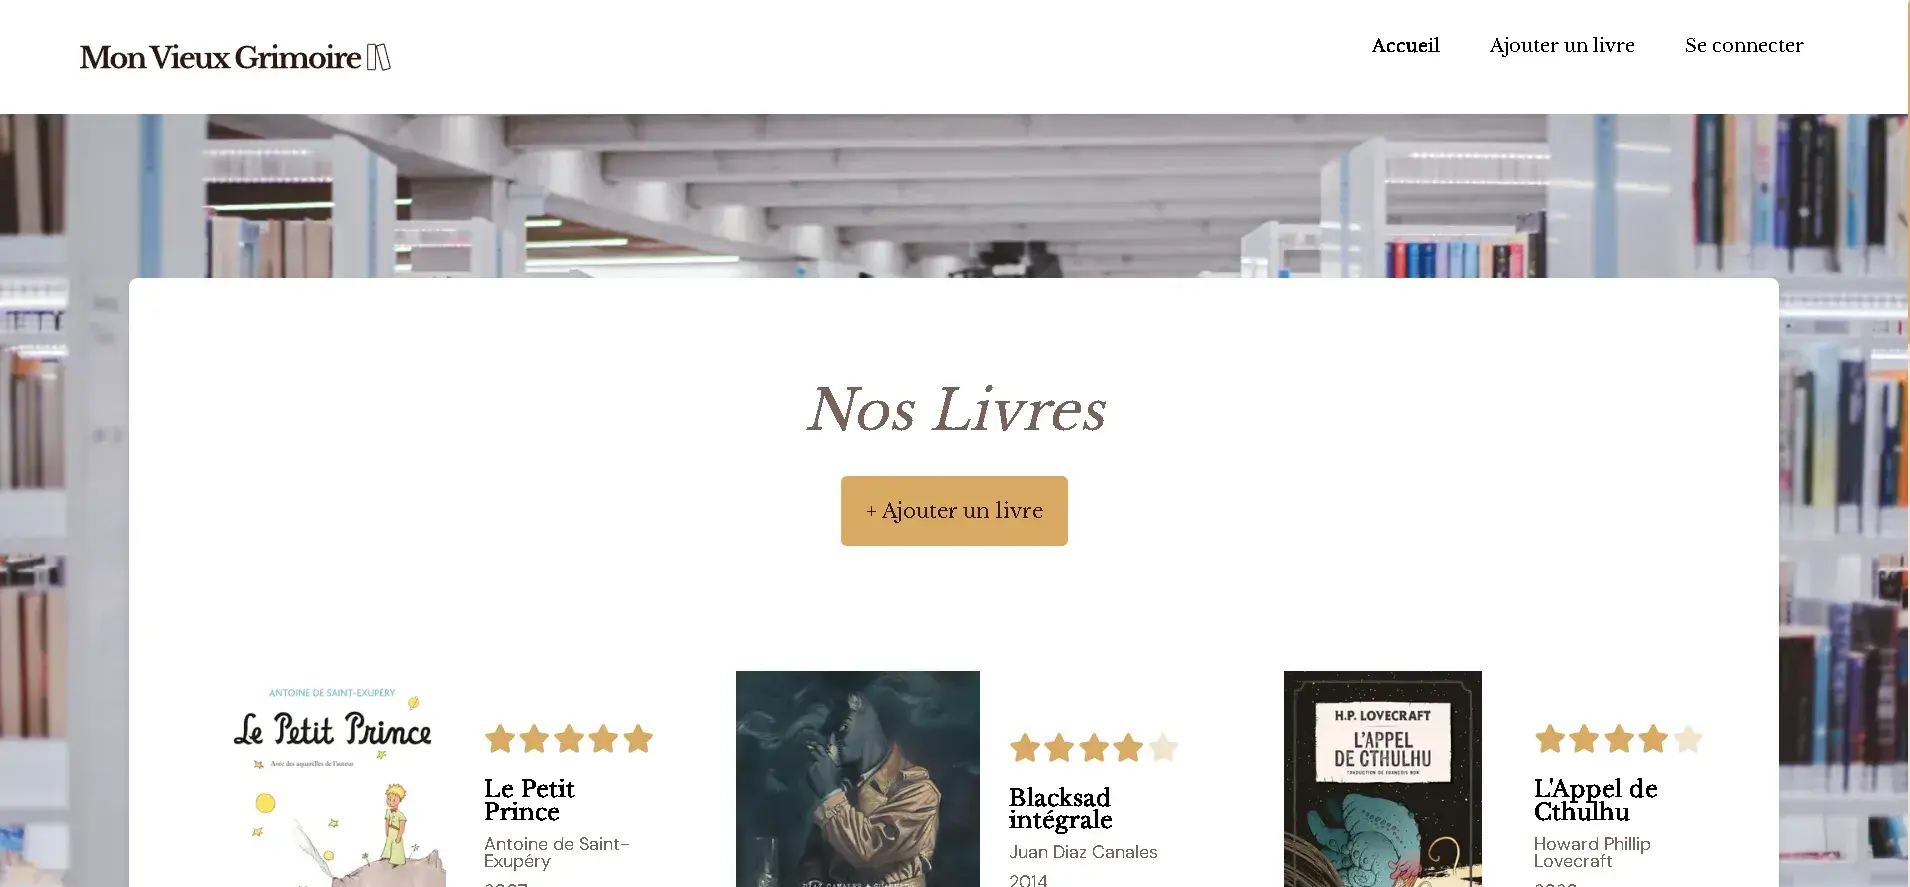 Mon Vieux Grimoire
Accueil Ajouter un livre Se connecter
Nos Livres
+ Ajouter un livre
ANTOINE DE SAINT-EXUPÉRY
Le Petit Prince
Avec des aquarelles de l'auteur
Le Petit
Prince
Antoine de Saint-
Exupéry
Blacksad
intégrale
Juan Diaz Canales
2014
H.P. LOVECRAFT
L'APPEL
DE CTHULHU
TRADUCTION DE FRANÇOIS BON
L'Appel de
Cthulhu
Howard Phillip
Lovecraft